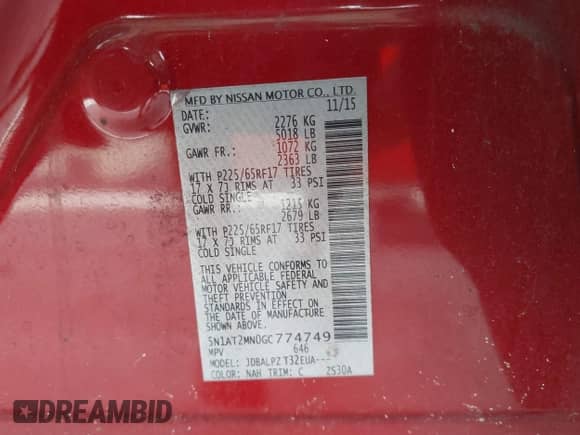 MFD BY NISSAN MOTOR CO., LTD.
DATE: 11/15
GVWR: 2276 KG
5018 LB
GAWR FR.: 1072 KG
2363 LB
WITH P225/65RF17 TIRES
17 X 7J RIMS AT 33 PSI
COLD SINGLE
GAWR RR.: 1215 KG
2679 LB
WITH P225/65RF17 TIRES
17 X 7J RIMS AT 33 PSI
COLD SINGLE
THIS VEHICLE CONFORMS TO
ALL APPLICABLE FEDERAL
MOTOR VEHICLE SAFETY AND
THEFT PREVENTION
STANDARDS IN EFFECT ON
THE DATE OF MANUFACTURE
SHOWN ABOVE.
5N1AT2MN0GC774749
MPV 646
MODEL: JDBALPZ T32EUA---
COLOR: NAH TRIM: C ZS30A
DREAMBID